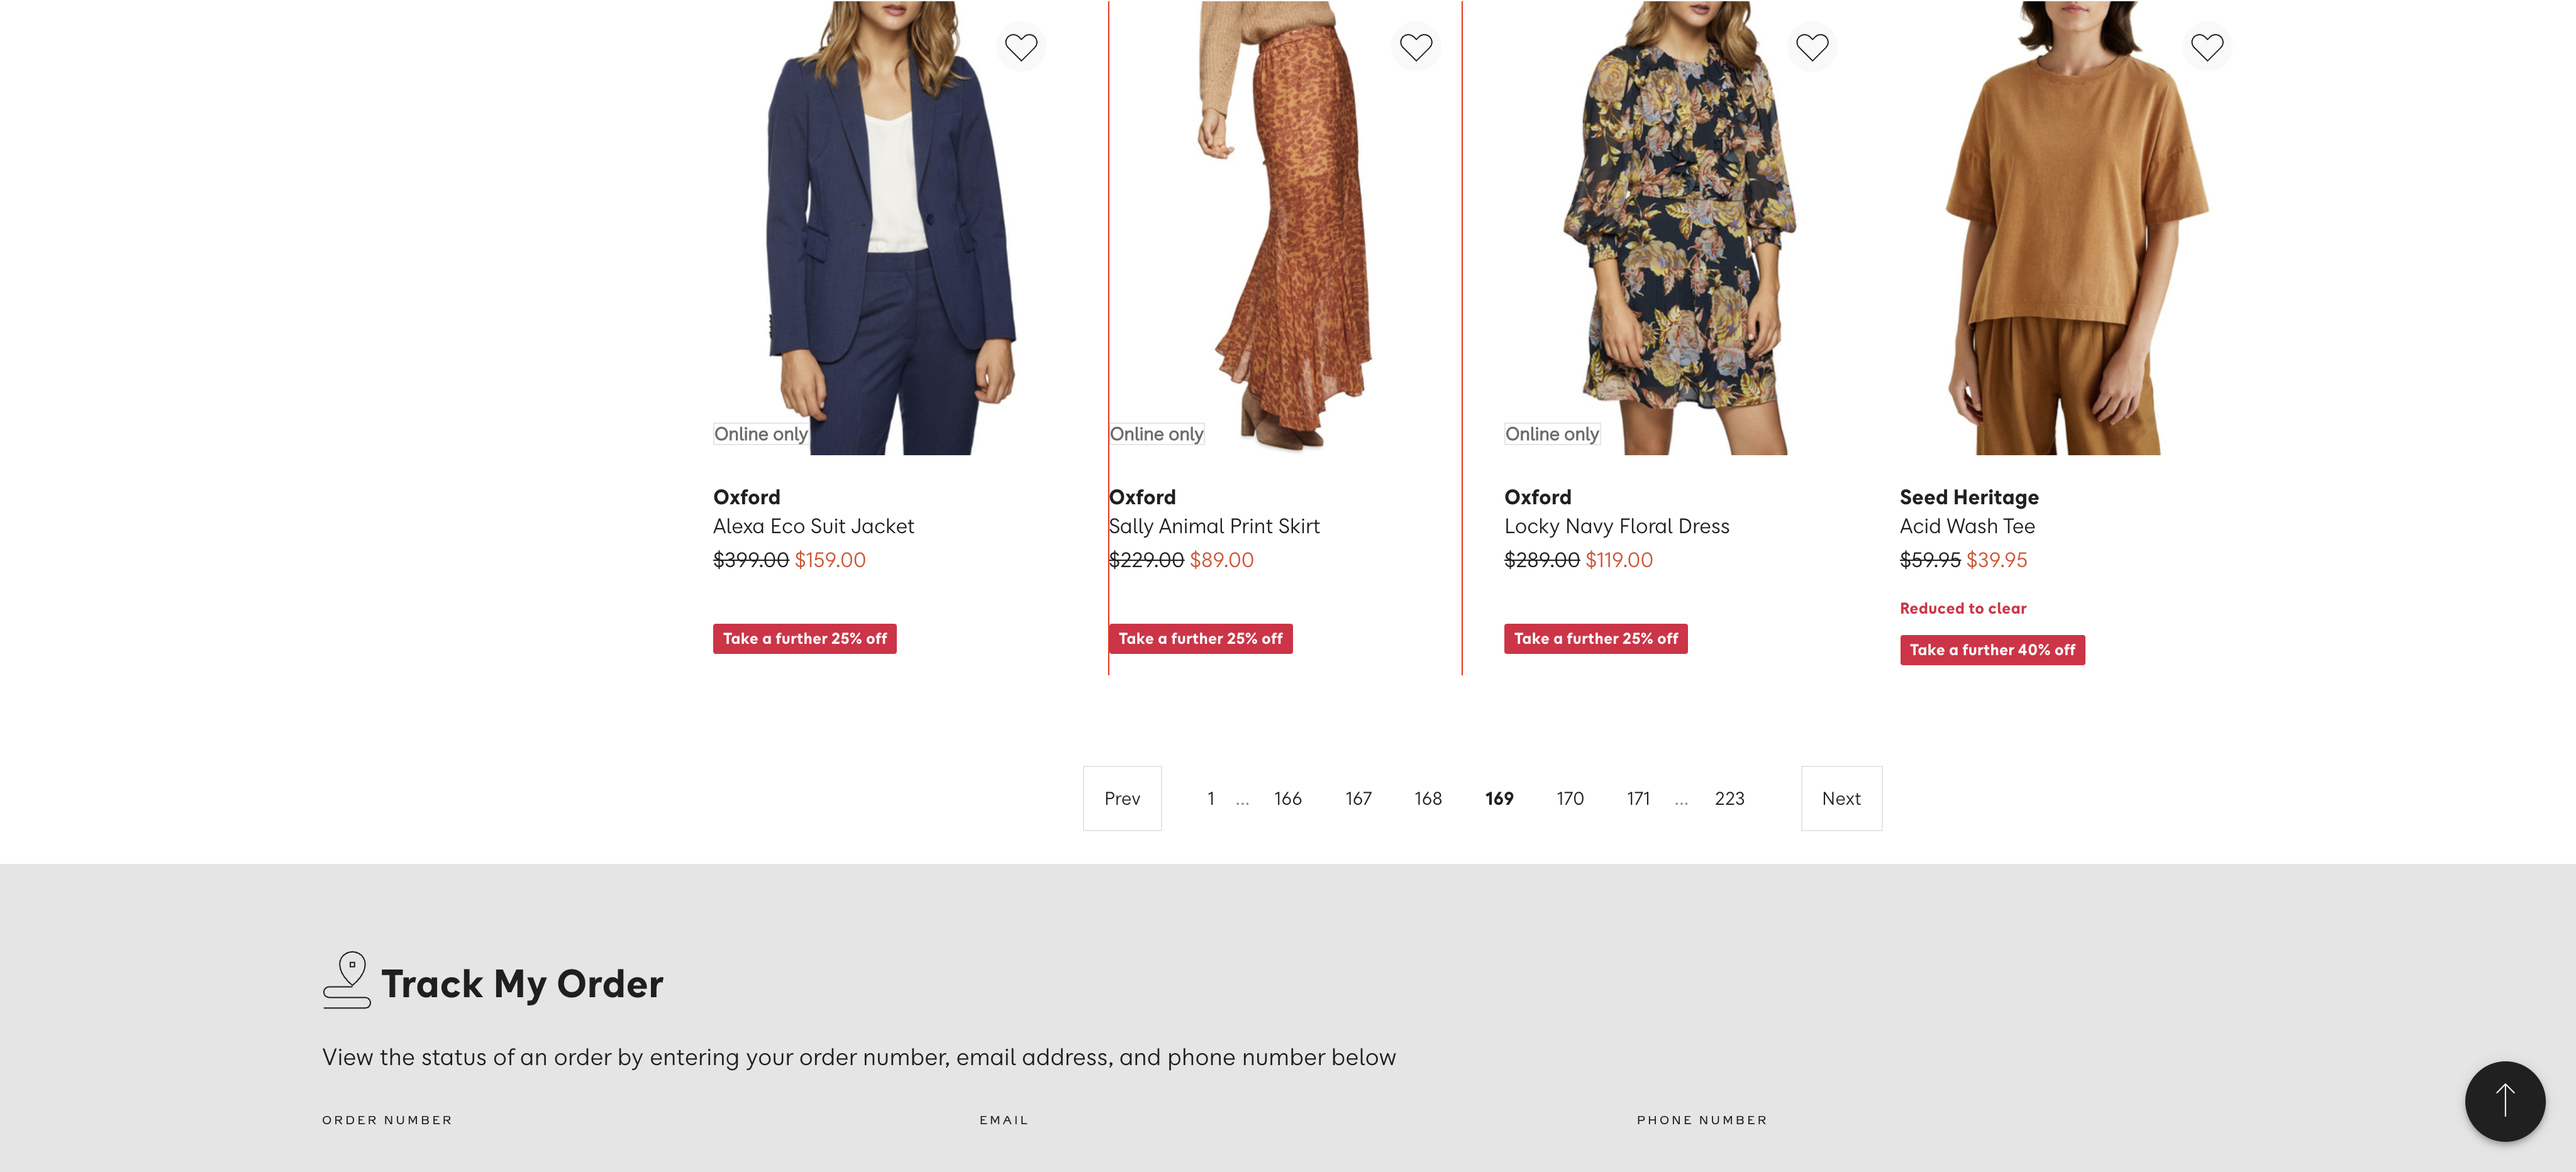 Online only
Oxford
Alexa Eco Suit Jacket
$399.00 $159.00
Take a further 25% off
Online only
Oxford
Sally Animal Print Skirt
$229.00 $89.00
Take a further 25% off
Online only
Oxford
Locky Navy Floral Dress
$289.00 $119.00
Take a further 25% off
Seed Heritage
Acid Wash Tee
$59.95 $39.95
Reduced to clear
Take a further 40% off
Prev 1 ... 166 167 168 169 170 171 ... 223 Next
Track My Order
View the status of an order by entering your order number, email address, and phone number below
ORDER NUMBER EMAIL PHONE NUMBER